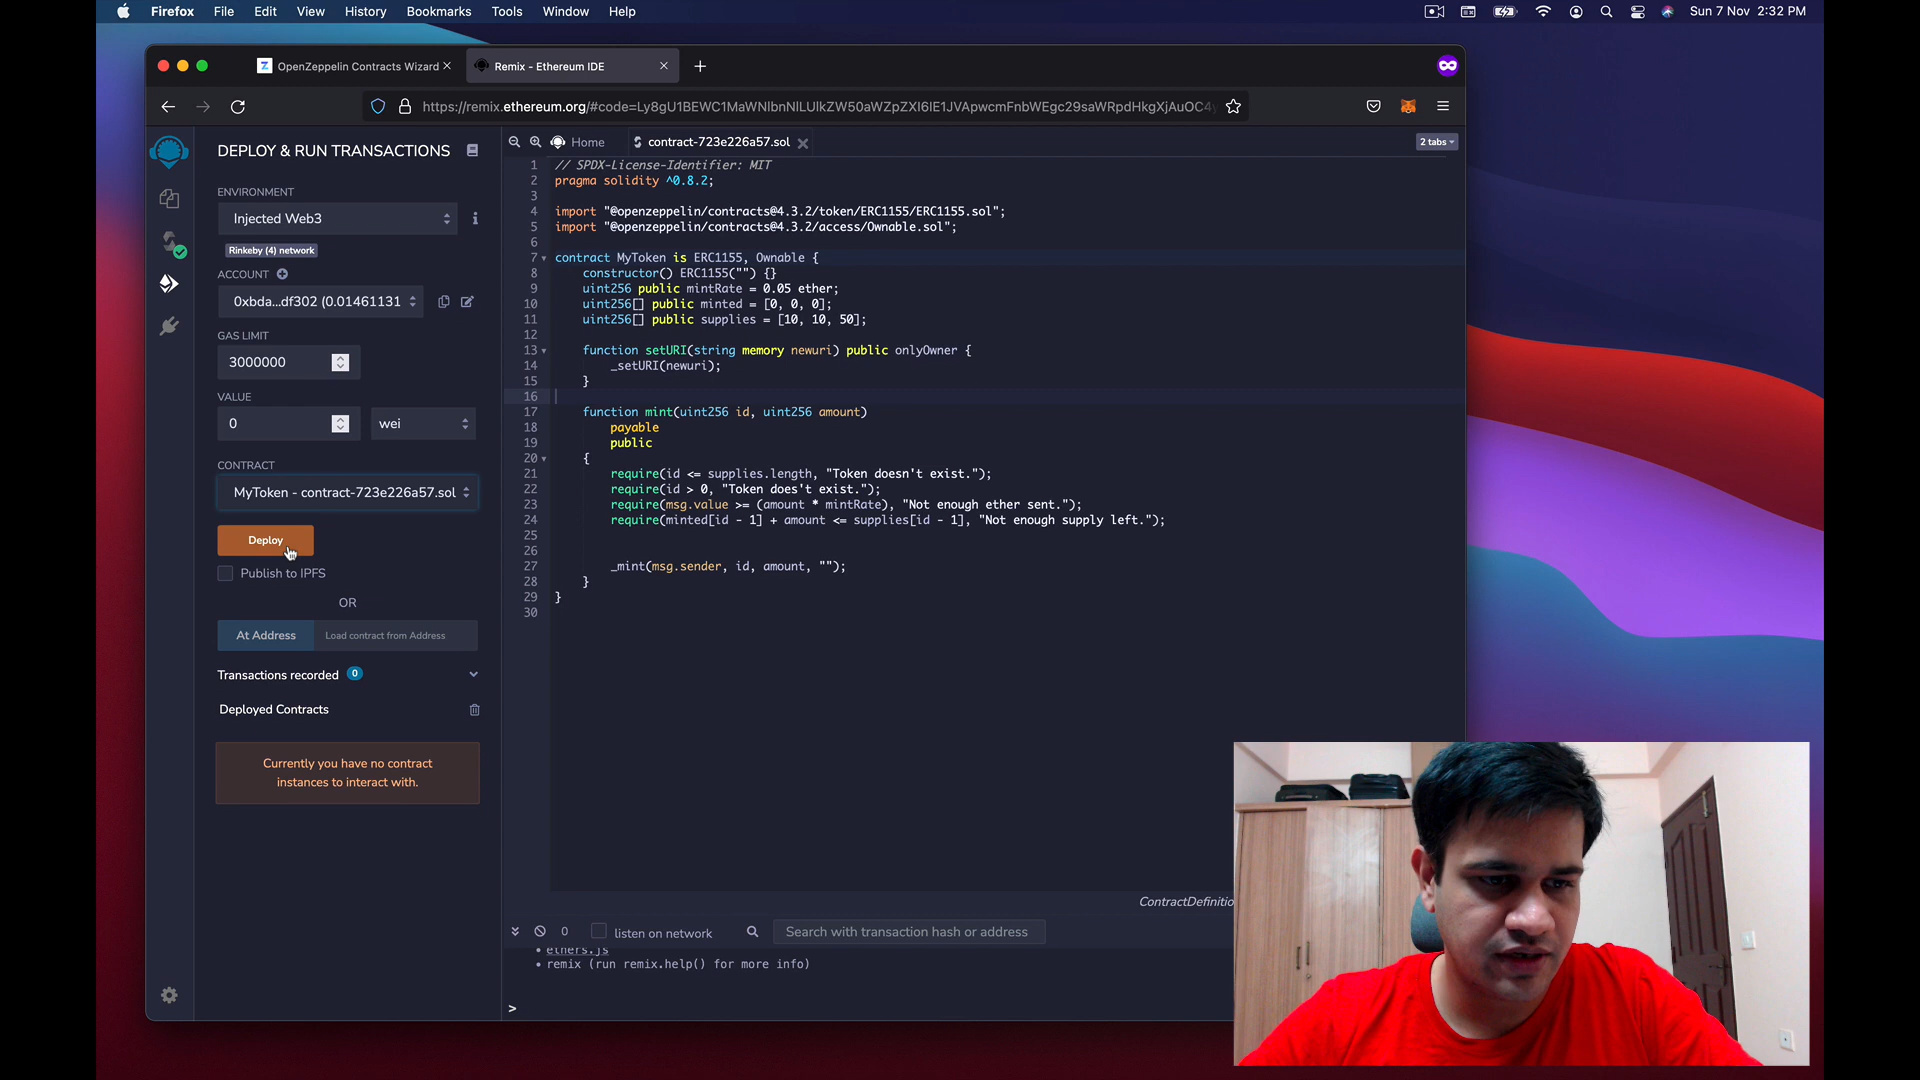 Firefox File Edit View History Bookmarks Tools Window Help
Sun 7 Nov 2:32 PM
OpenZeppelin Contracts Wizard
Remix - Ethereum IDE
https://remix.ethereum.org/#code=Ly8gU1BEWC1MaWNlbnNlLUlkZW50aWZpZXI6IE1JVApwcmFnbWEgc29saWRpdHkgXjAuOC4y
DEPLOY & RUN TRANSACTIONS
ENVIRONMENT
Injected Web3
Rinkeby (4) network
ACCOUNT
0xbda...df302 (0.01461131
GAS LIMIT
3000000
VALUE
0
wei
CONTRACT
MyToken - contract-723e226a57.sol
Deploy
Publish to IPFS
OR
At Address
Load contract from Address
Transactions recorded 0
Deployed Contracts
Currently you have no contract
instances to interact with.
Home
contract-723e226a57.sol
2 tabs
1 // SPDX-License-Identifier: MIT
2 pragma solidity ^0.8.2;
3
4 import "@openzeppelin/contracts@4.3.2/token/ERC1155/ERC1155.sol";
5 import "@openzeppelin/contracts@4.3.2/access/Ownable.sol";
6
7 contract MyToken is ERC1155, Ownable {
8 constructor() ERC1155("") {}
9 uint256 public mintRate = 0.05 ether;
10 uint256[] public minted = [0, 0, 0];
11 uint256[] public supplies = [10, 10, 50];
12
13 function setURI(string memory newuri) public onlyOwner {
14 _setURI(newuri);
15 }
16
17 function mint(uint256 id, uint256 amount)
18 payable
19 public
20 {
21 require(id <= supplies.length, "Token doesn't exist.");
22 require(id > 0, "Token does't exist.");
23 require(msg.value >= (amount * mintRate), "Not enough ether sent.");
24 require(minted[id - 1] + amount <= supplies[id - 1], "Not enough supply left.");
25
26
27 _mint(msg.sender, id, amount, "");
28 }
29 }
30
ContractDefinitio
0
listen on network
Search with transaction hash or address
• ethers.js
• remix (run remix.help() for more info)
>